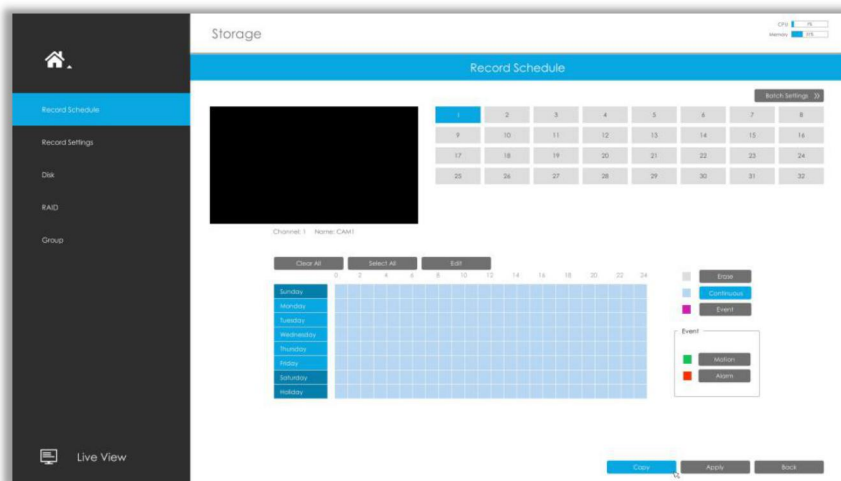 Storage
CPU
Memory
Record Schedule
Batch Settings
Record Schedule
Record Settings
Disk
RAID
Group
1 2 3 4 5 6 7 8
9 10 11 12 13 14 15 16
17 18 19 20 21 22 23 24
25 26 27 28 29 30 31 32
Channel: 1 Name: CAM1
Clear All Select All Edit
0 2 4 6 8 10 12 14 16 18 20 22 24
Sunday
Monday
Tuesday
Wednesday
Thursday
Friday
Saturday
Holiday
Erase
Continuous
Event
Event
Motion
Alarm
Live View
Copy Apply Back